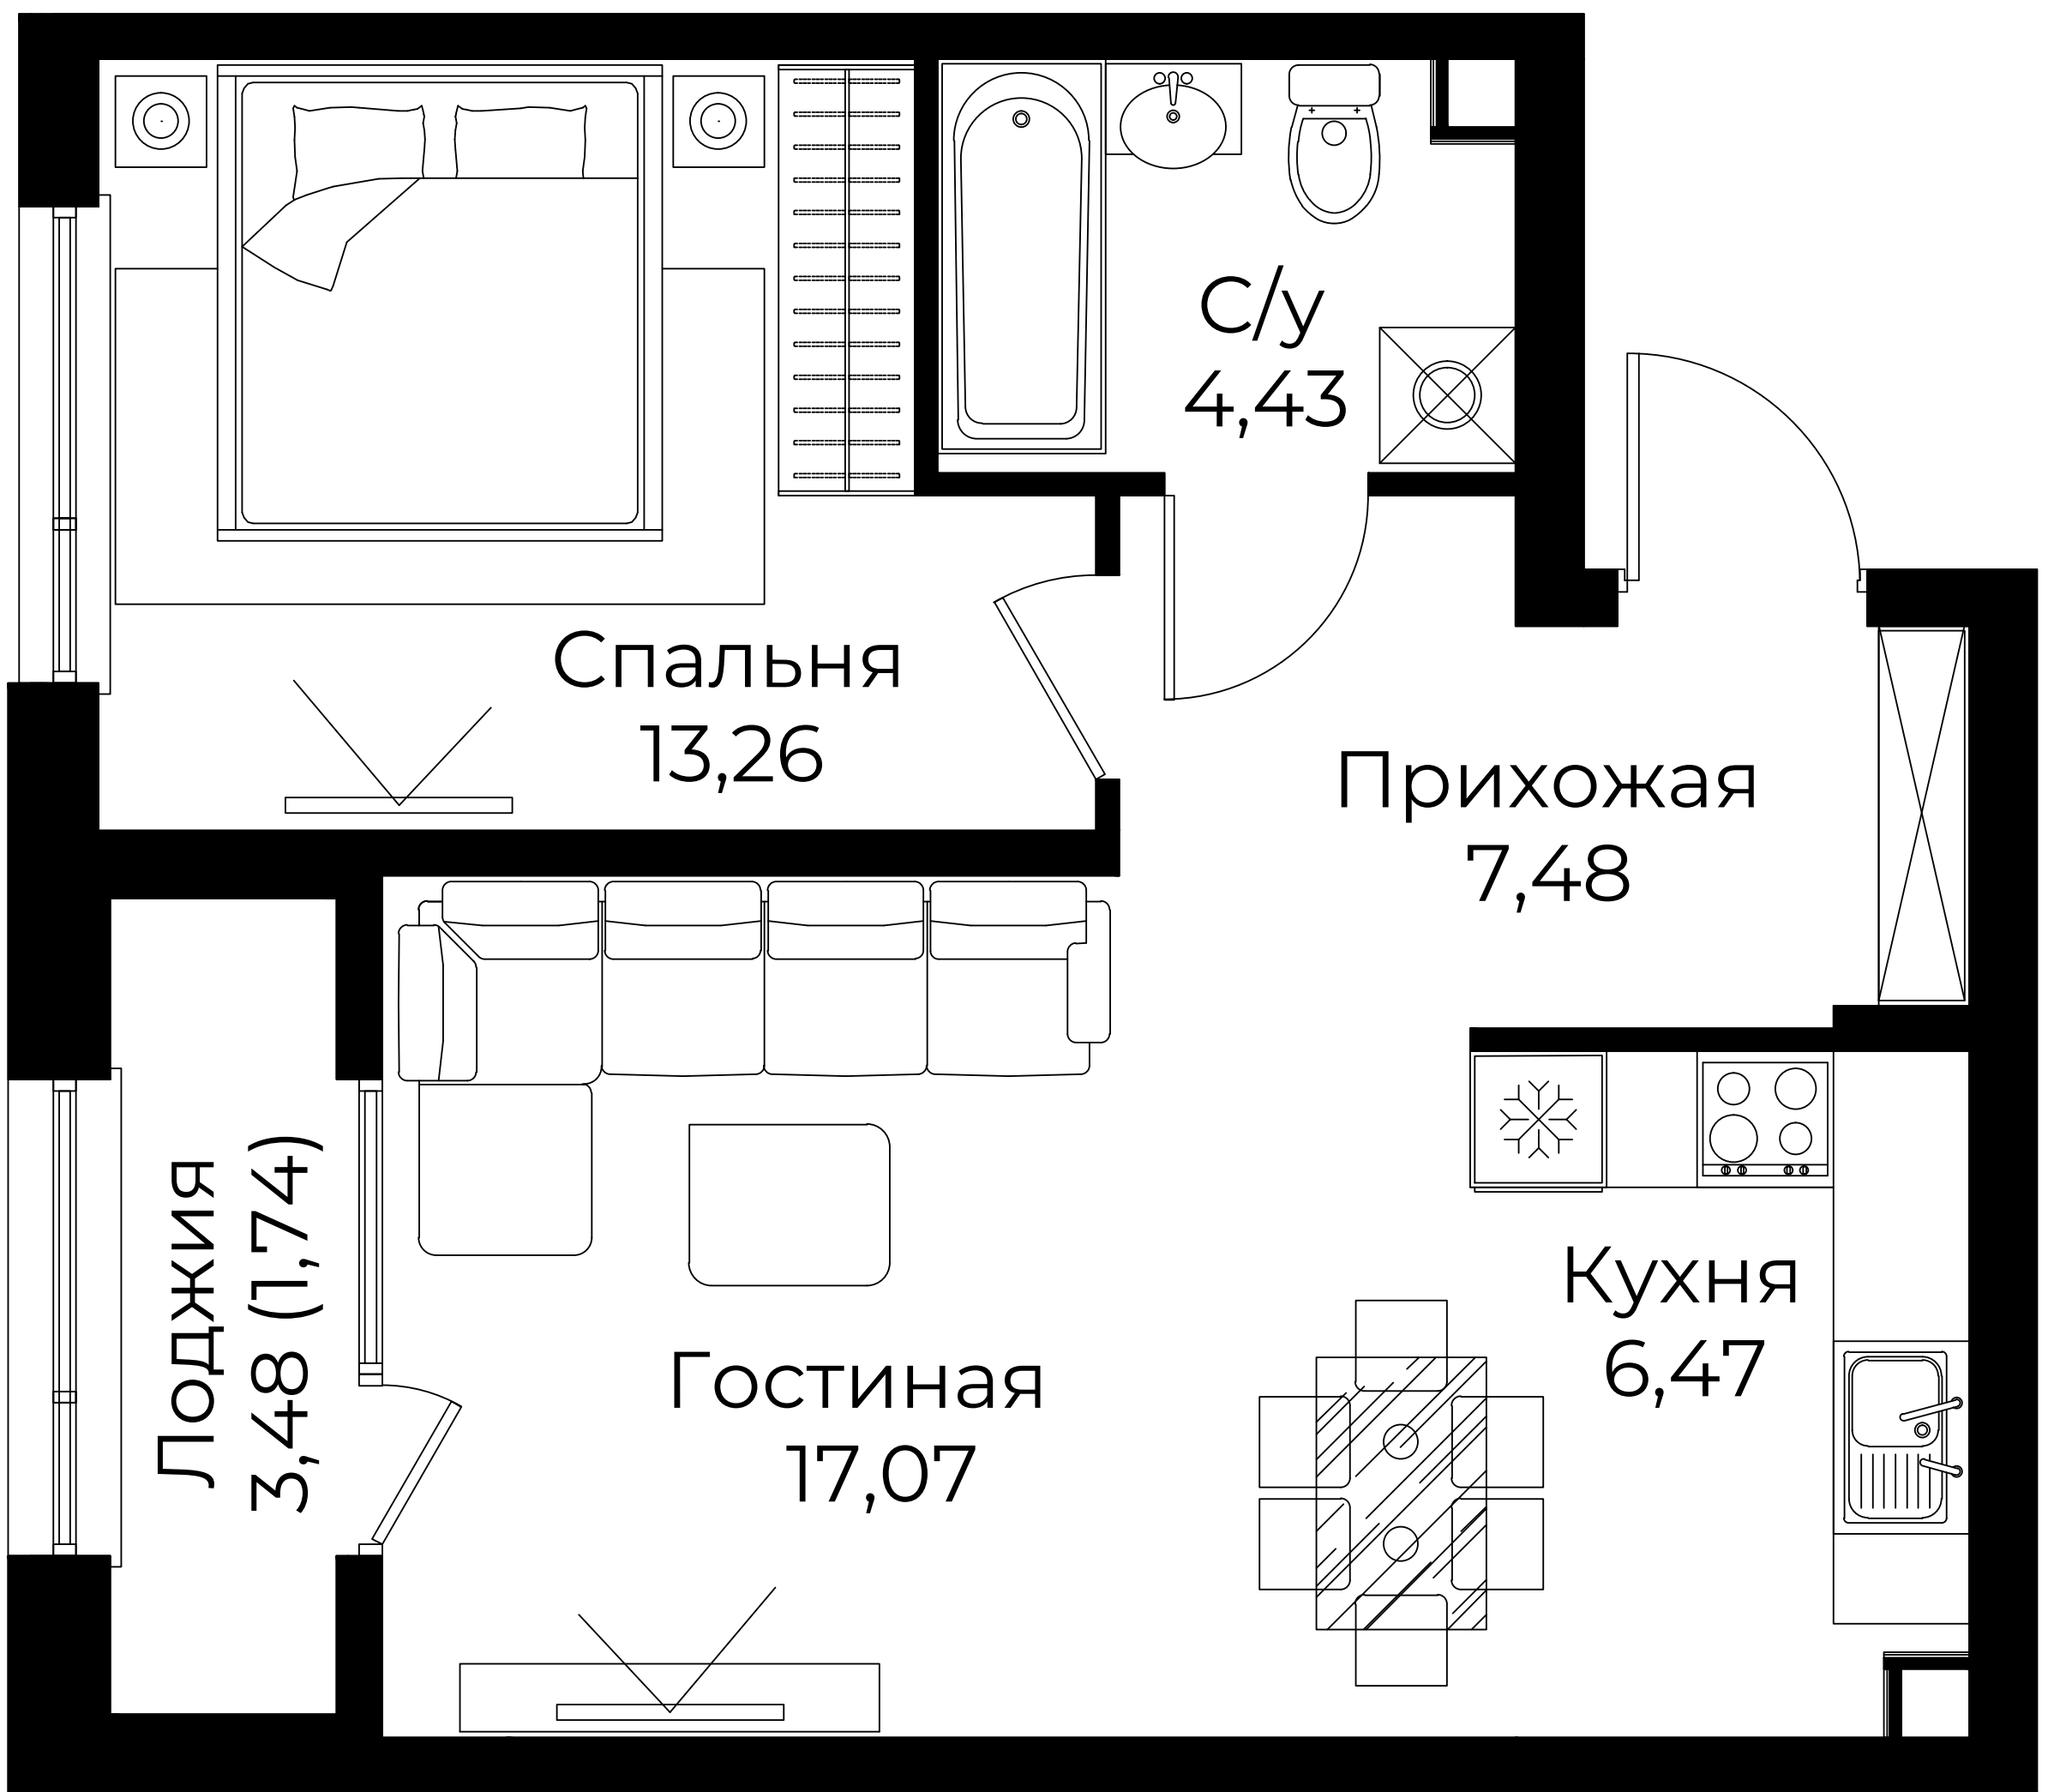 С/у
4,43
Спальня
13,26
Прихожая
7,48
Лоджия
3,48 (1,74)
Кухня
6,47
Гостиная
17,07